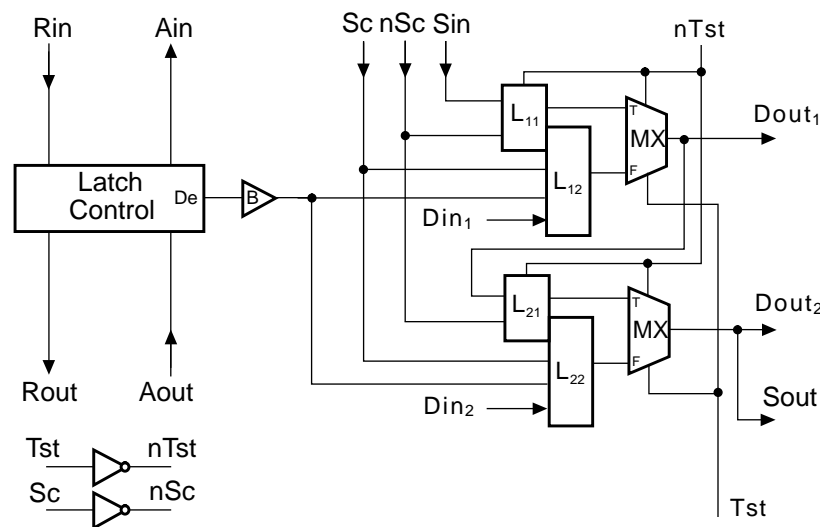 Rin
Ain
Sc nSc Sin
nTst
L11
T
MX
Dout1
F
L12
Latch
Control
De
B
Din1
L21
T
MX
Dout2
F
L22
Din2
Sout
Rout
Aout
Tst
nTst
Sc
nSc
Tst